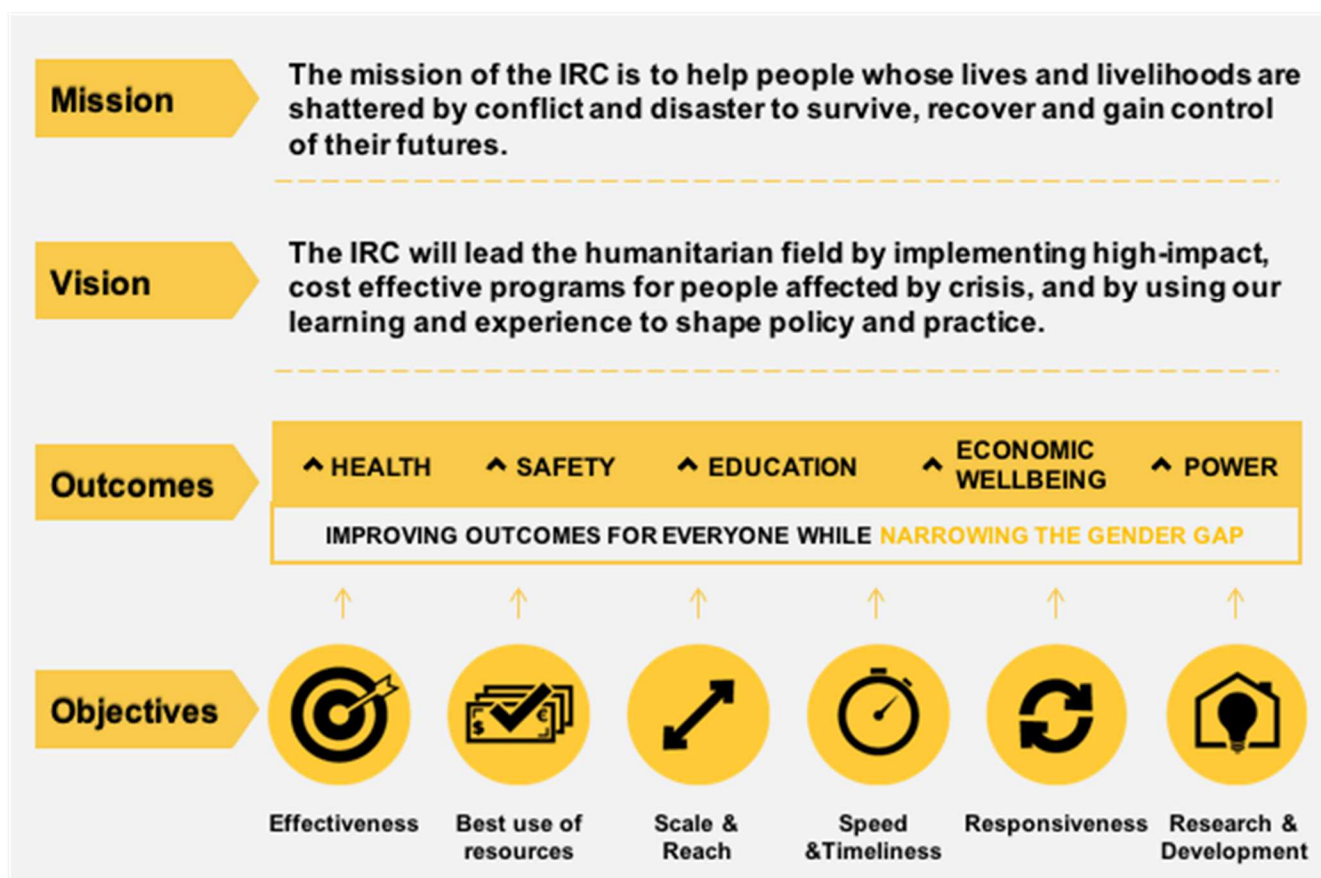 Mission
The mission of the IRC is to help people whose lives and livelihoods are
shattered by conflict and disaster to survive, recover and gain control
of their futures.
Vision
The IRC will lead the humanitarian field by implementing high-impact,
cost effective programs for people affected by crisis, and by using our
learning and experience to shape policy and practice.
Outcomes
HEALTH
SAFETY
EDUCATION
ECONOMIC
WELLBEING
POWER
IMPROVING OUTCOMES FOR EVERYONE WHILE NARROWING THE GENDER GAP
Objectives
$ €
Effectiveness
Best use of
resources
Scale &
Reach
Speed
&Timeliness
Responsiveness
Research &
Development